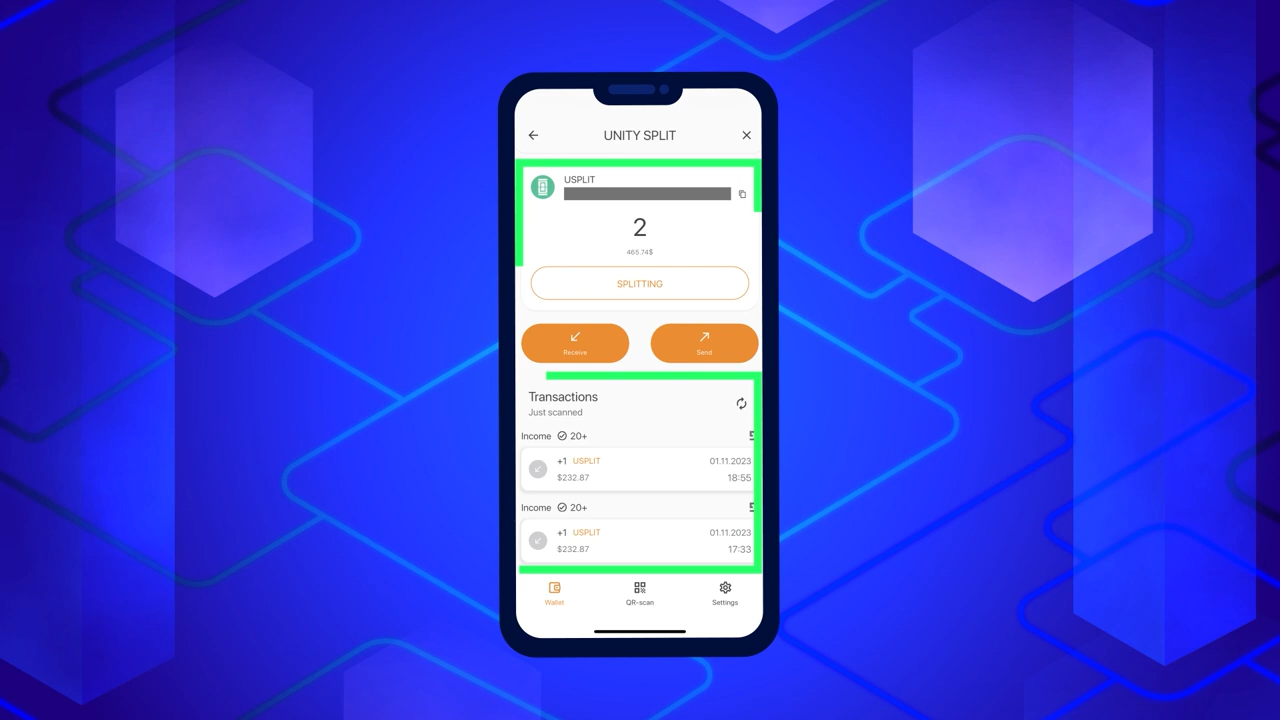 UNITY SPLIT
USPLIT
2
465.74$
SPLITTING
Receive
Send
Transactions
Just scanned
Income 20+
+1 USPLIT 01.11.2023
$232.87 18:55
Income 20+
+1 USPLIT 01.11.2023
$232.87 17:33
Wallet QR-scan Settings